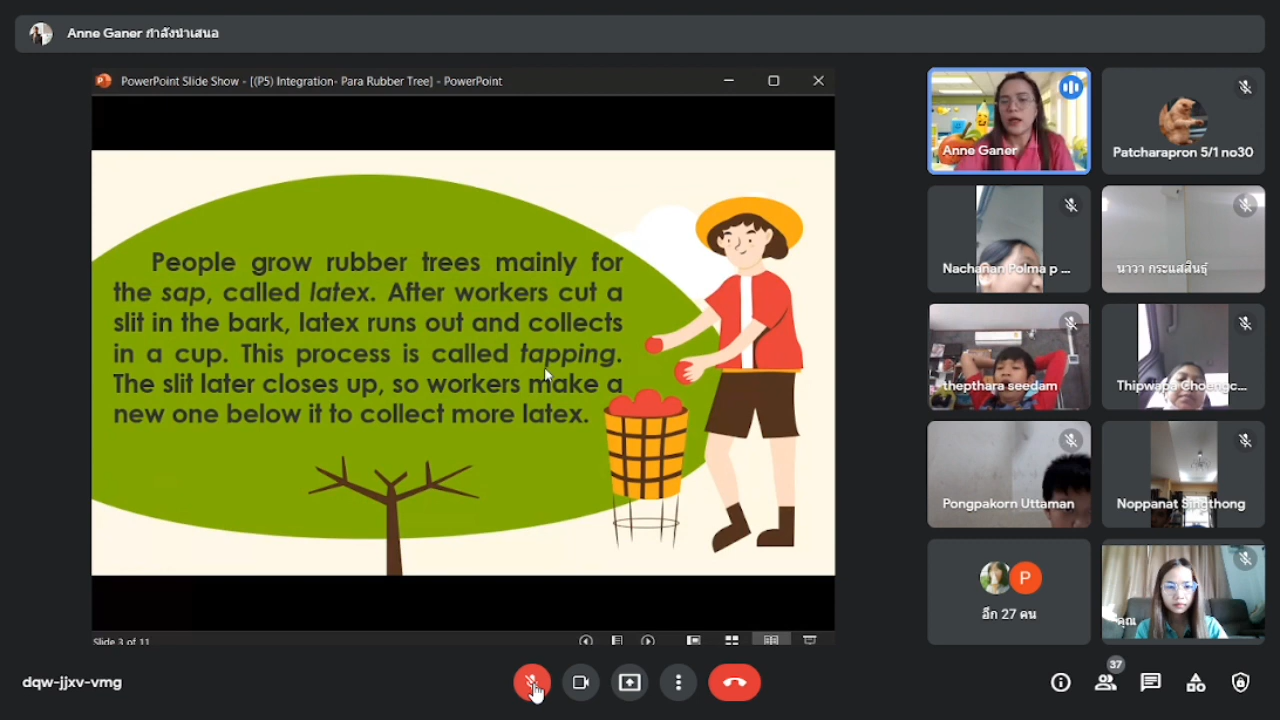 Anne Ganer กำลังนำเสนอ
PowerPoint Slide Show - [(P5) Integration- Para Rubber Tree] - PowerPoint
People grow rubber trees mainly for
the sap, called latex. After workers cut a
slit in the bark, latex runs out and collects
in a cup. This process is called tapping.
The slit later closes up, so workers make a
new one below it to collect more latex.
Slide 3 of 11
Anne Ganer
Patcharapron 5/1 no30
Nachanan Polma p ...
นาวา กระแสสินธุ์
thepthara seedam
Thipwapa Choengc...
Pongpakorn Uttaman
Noppanat Singthong
P
อีก 27 คน
คุณ
dqw-jjxv-vmg
37